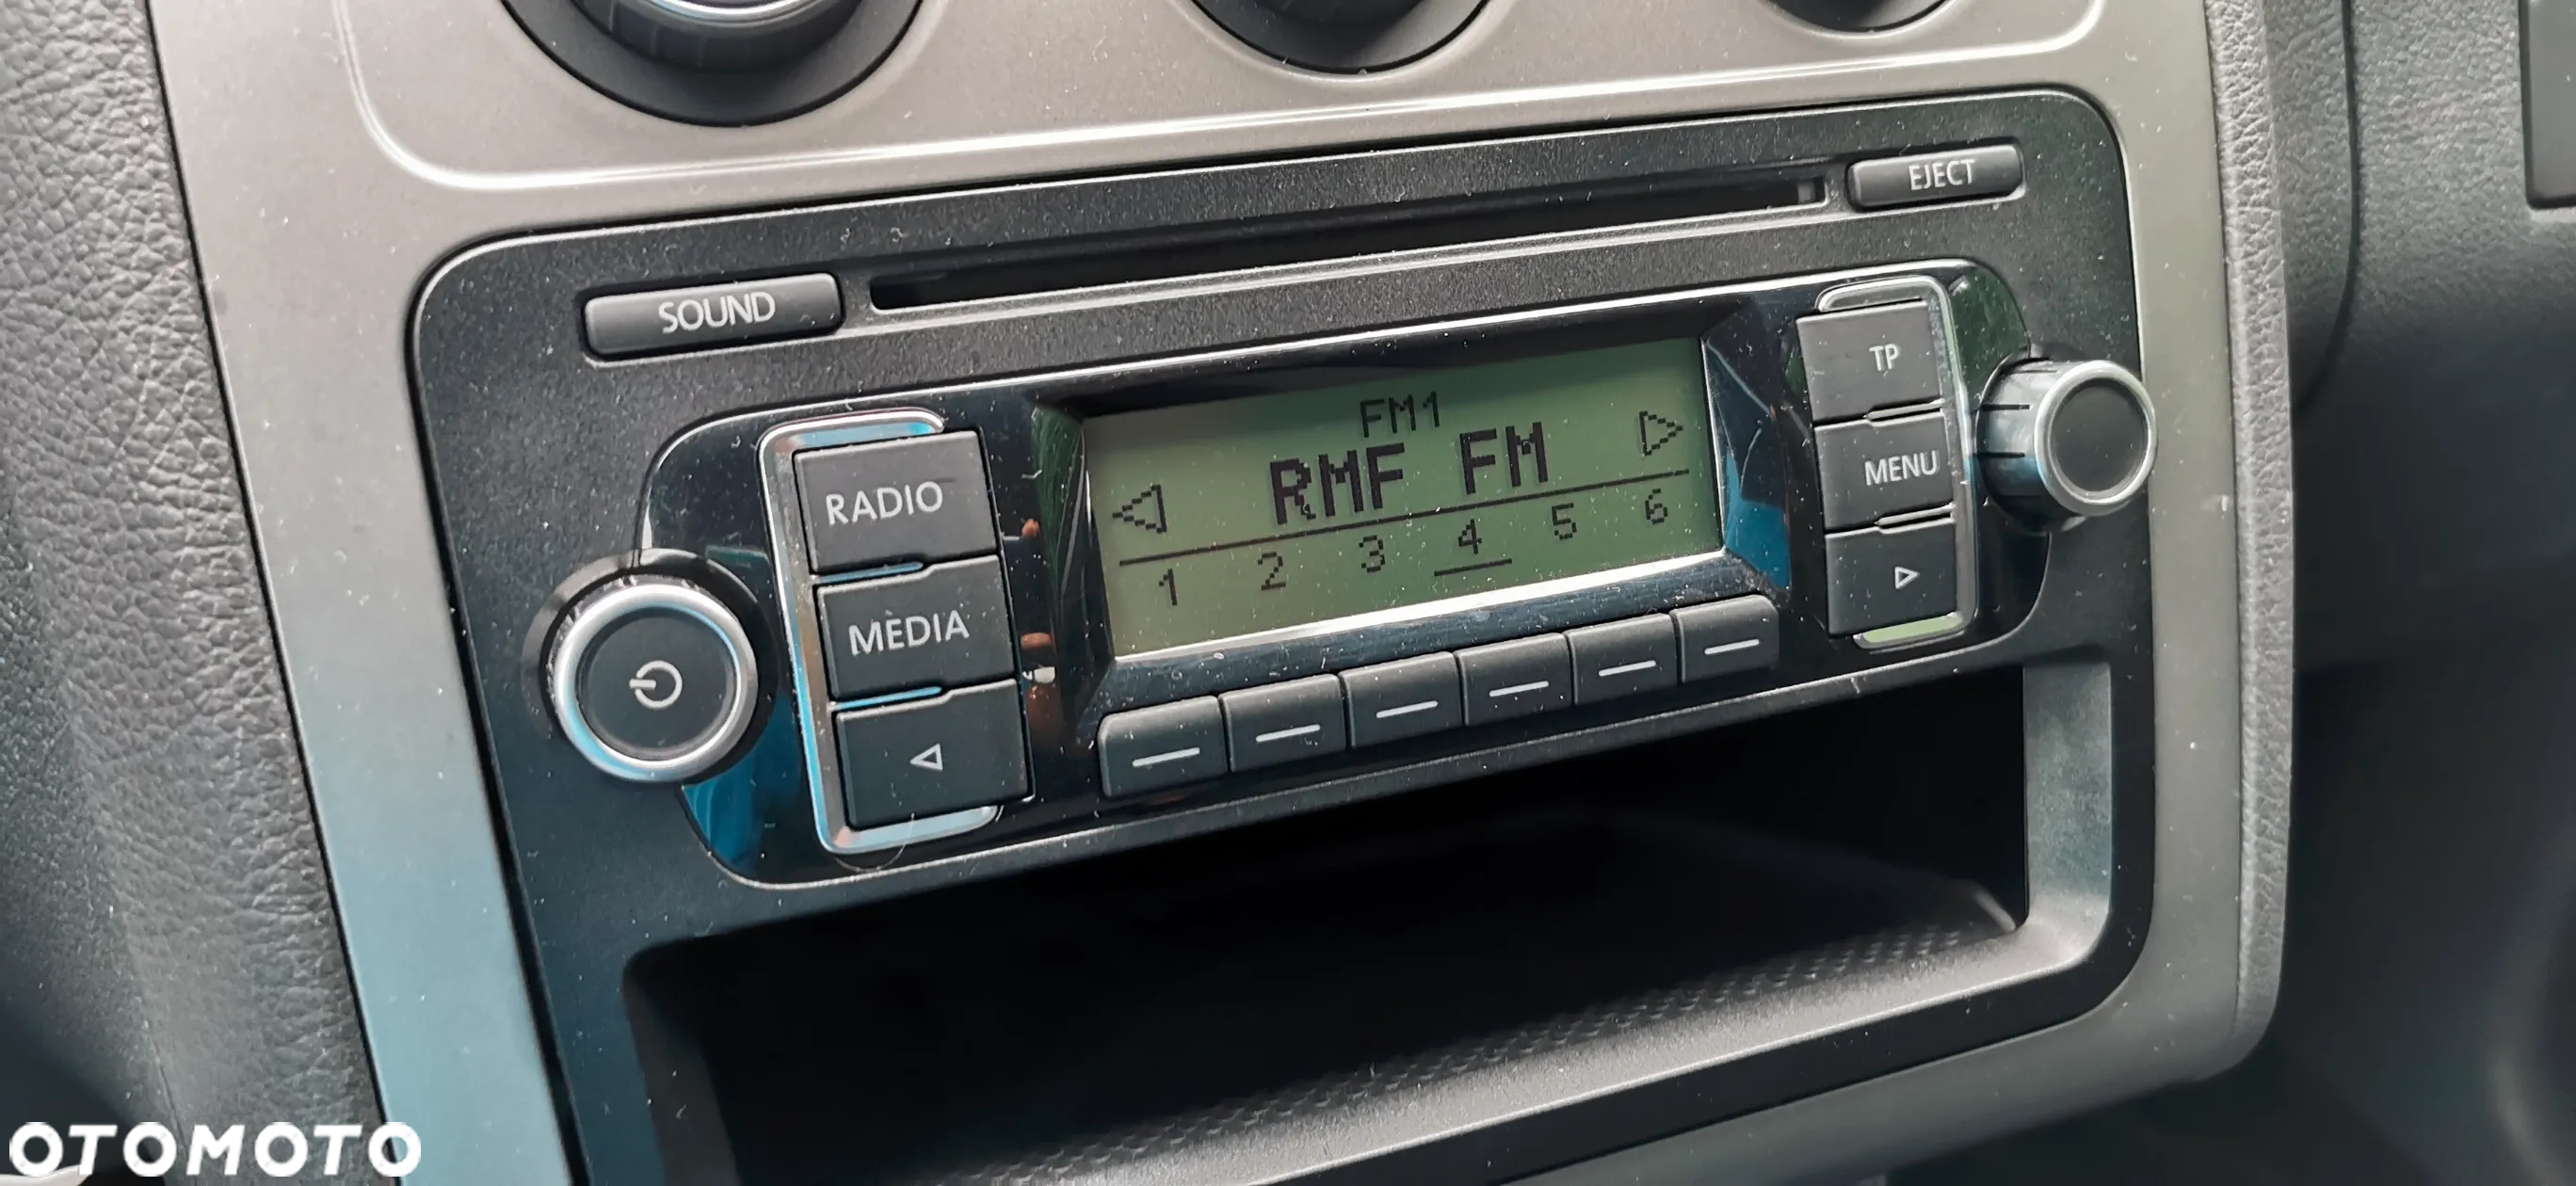 EJECT
SOUND
TP
FM1
RMF FM
RADIO
MENU
1 2 3 4 5 6
MEDIA
OTOMOTO